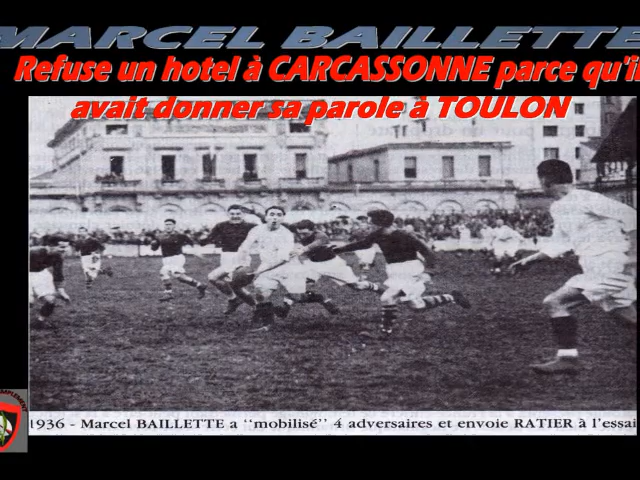 MARCEL BAILLETTE
Refuse un hotel à CARCASSONNE parce qu'il
avait donner sa parole à TOULON
1936 - Marcel BAILLETTE a ‘‘mobilisé’’ 4 adversaires et envoie RATIER à l’essai